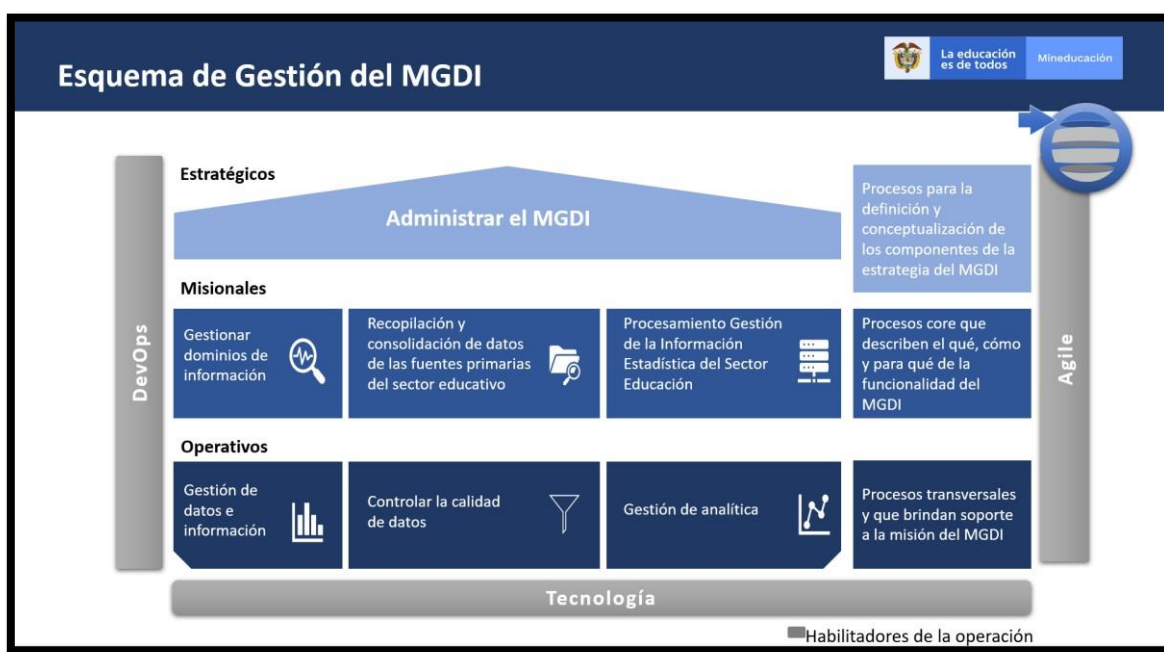 Esquema de Gestión del MGDI
La educación
es de todos
Mineducación
Estratégicos
Administrar el MGDI
Procesos para la
definición y
conceptualización de
los componentes de la
estrategia del MGDI
Misionales
Gestionar
dominios de
información
Recopilación y
consolidación de datos
de las fuentes primarias
del sector educativo
Procesamiento Gestión
de la Información
Estadística del Sector
Educación
Procesos core que
describen el qué, cómo
y para qué de la
funcionalidad del
MGDI
Operativos
Gestión de
datos e
información
Controlar la calidad
de datos
Gestión de analítica
Procesos transversales
y que brindan soporte
a la misión del MGDI
DevOps
Agile
Tecnología
Habilitadores de la operación